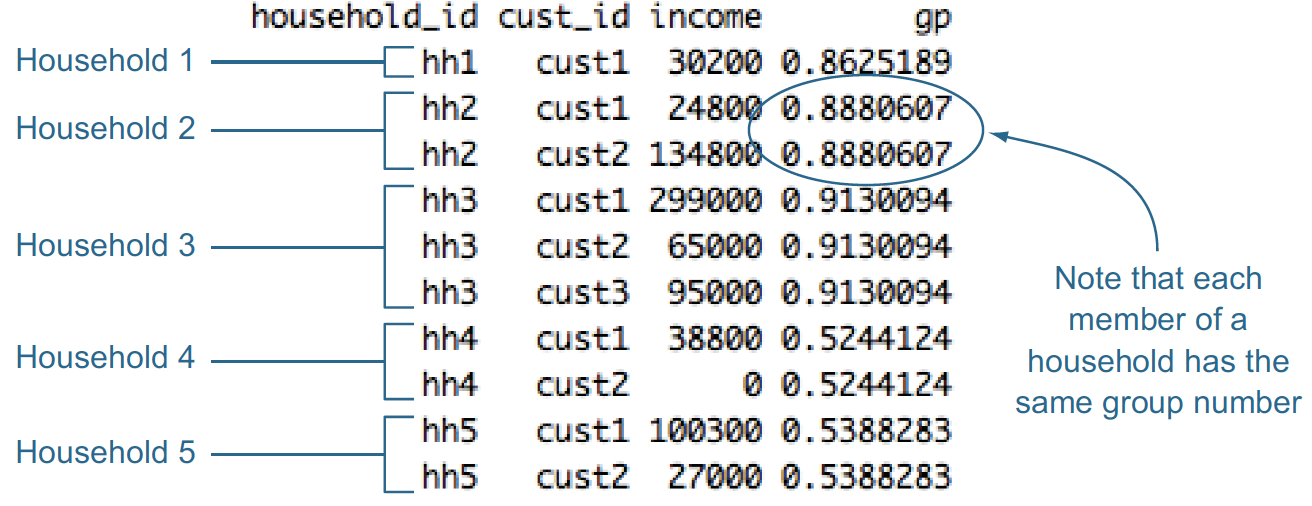 household_id cust_id income gp
Household 1 hh1 cust1 30200 0.8625189
Household 2 hh2 cust1 24800 0.8880607
hh2 cust2 134800 0.8880607
Household 3 hh3 cust1 299000 0.9130094
hh3 cust2 65000 0.9130094
hh3 cust3 95000 0.9130094
Household 4 hh4 cust1 38800 0.5244124
hh4 cust2 0 0.5244124
Household 5 hh5 cust1 100300 0.5388283
hh5 cust2 27000 0.5388283
Note that each
member of a
household has the
same group number